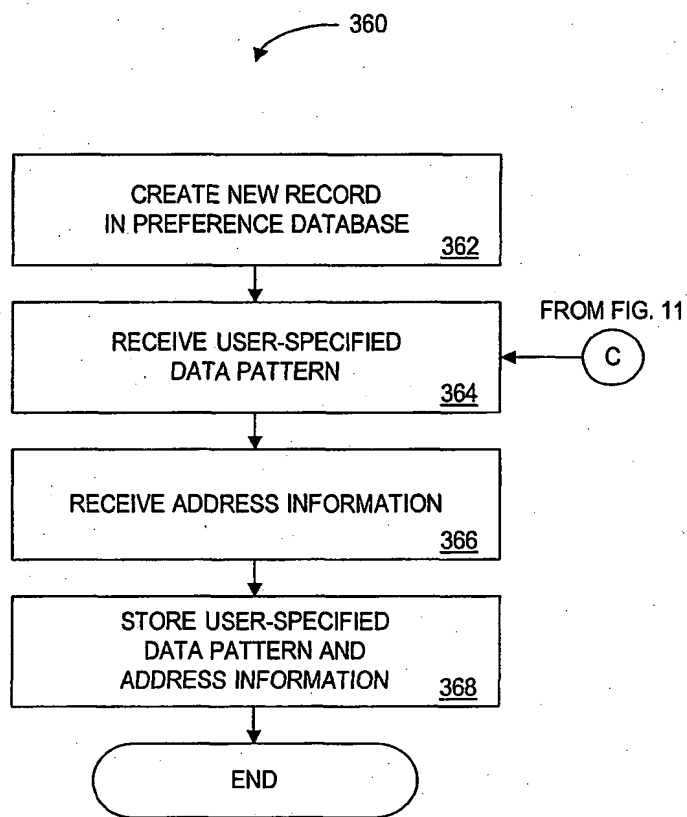 360
CREATE NEW RECORD
IN PREFERENCE DATABASE
362
FROM FIG. 11
RECEIVE USER-SPECIFIED
DATA PATTERN
364
C
RECEIVE ADDRESS INFORMATION
366
STORE USER-SPECIFIED
DATA PATTERN AND
ADDRESS INFORMATION
368
END